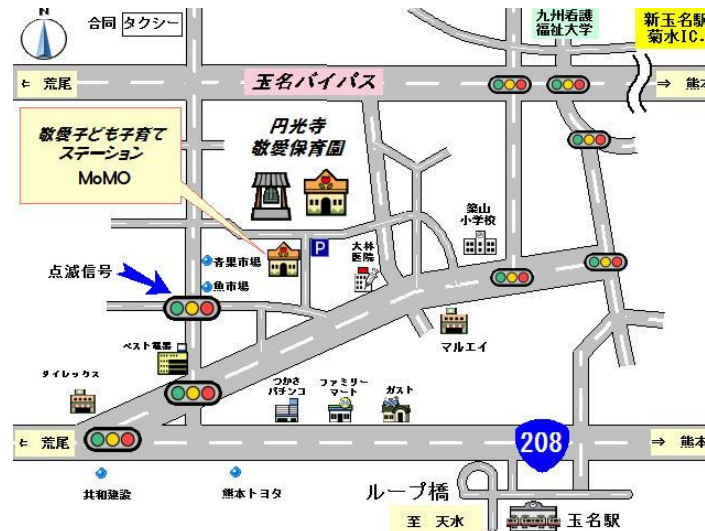 N
合同 タクシー
九州看護
福祉大学
新玉名駅
菊水IC.
⇐ 荒尾
玉名バイパス
⇒ 熊本
敬愛子ども子育て
ステーション
MoMO
円光寺
敬愛保育園
築山
小学校
P
大林
医院
青果市場
点滅信号
魚市場
マルエイ
ベスト電器
ダイレックス
つかさ
パチンコ
ファミリー
マート
ガスト
⇐ 荒尾
208
⇒ 熊本
共和建設
熊本トヨタ
ループ橋
至 天水
玉名駅